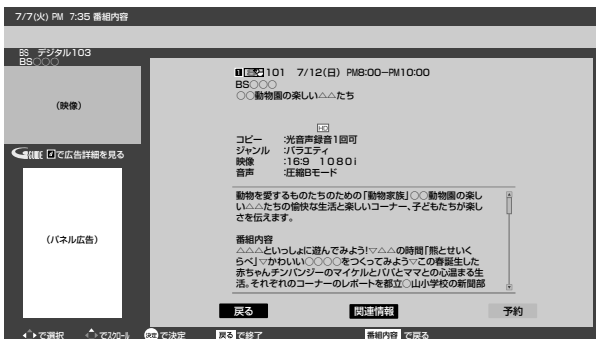 7/7(火) PM 7:35 番組内容
BS デジタル103
BS○○○
(映像)
GUIDE 4で広告詳細を見る
(パネル広告)
101 7/12(日) PM8:00−PM10:00
BS○○○
○○動物園の楽しい△△たち
HD
コピー :光音声録音1回可
ジャンル :バラエティ
映像 :16:9 1080i
音声 :圧縮Bモード
動物を愛するものたちのための「動物家族」○○動物園の楽し
い△△たちの愉快な生活と楽しいコーナー、子どもたちが楽し
さを伝えます。
番組内容
△△△といっしょに遊んでみよう!▽△△の時間「熊とせいく
らべ」▽かわいい○○○○をつくってみよう▽この春誕生した
赤ちゃんチンパンジーのマイケルとパパとママとの心温まる生
活。それぞれのコーナーのレポートを都立○山小学校の新聞部
戻る 関連情報 予約
で選択 でスクロール 決定 で決定 戻る で終了 番組内容 で戻る